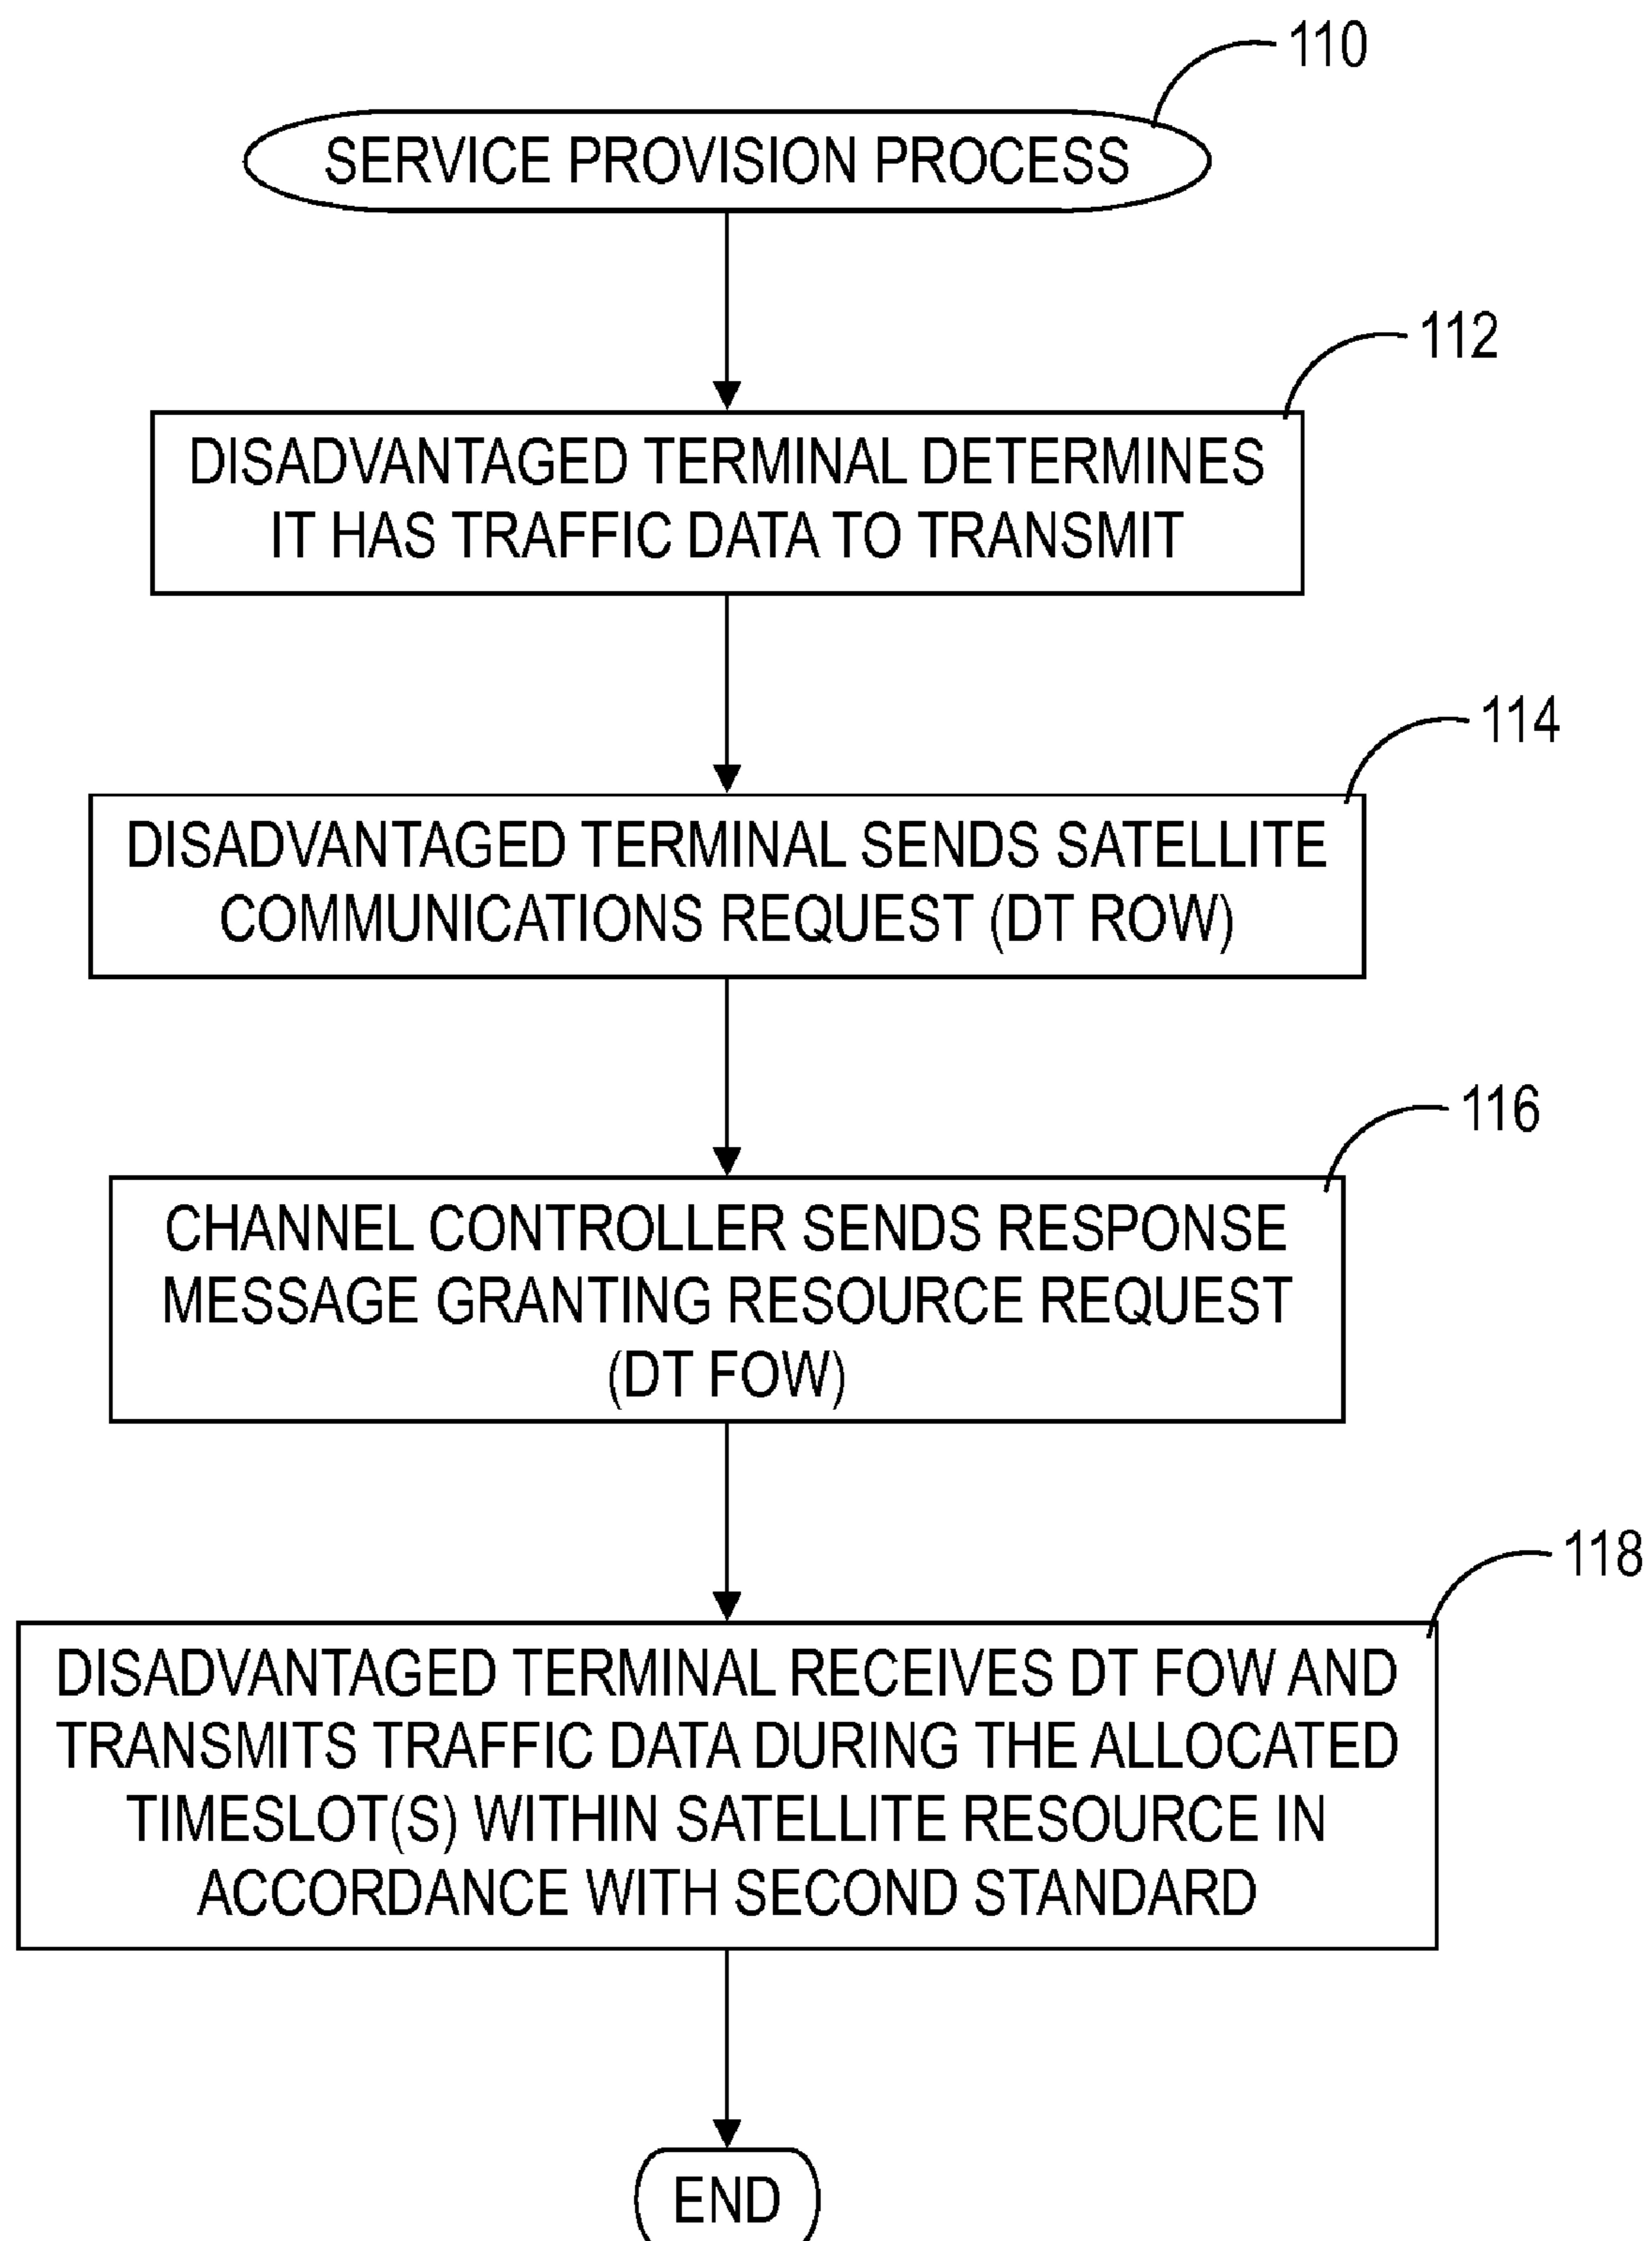 110
SERVICE PROVISION PROCESS
112
DISADVANTAGED TERMINAL DETERMINES
IT HAS TRAFFIC DATA TO TRANSMIT
114
DISADVANTAGED TERMINAL SENDS SATELLITE
COMMUNICATIONS REQUEST (DT ROW)
116
CHANNEL CONTROLLER SENDS RESPONSE
MESSAGE GRANTING RESOURCE REQUEST
(DT FOW)
118
DISADVANTAGED TERMINAL RECEIVES DT FOW AND
TRANSMITS TRAFFIC DATA DURING THE ALLOCATED
TIMESLOT(S) WITHIN SATELLITE RESOURCE IN
ACCORDANCE WITH SECOND STANDARD
END